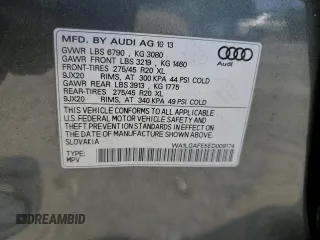 MFD. BY AUDI AG 10 13
Audi
GVWR LBS 6790 , KG 3080
GAWR FRONT LBS 3219 , KG 1460
FRONT-TIRES 275/45 R20 XL
9JX20 RIMS, AT 300 KPA 44 PSI COLD
GAWR REAR LBS 3913 , KG 1775
REAR-TIRES 275/45 R20 XL
9JX20 RIMS, AT 340 KPA 49 PSI COLD
THIS VEHICLE CONFORMS TO ALL APPLICABLE
U.S. FEDERAL MOTOR VEHICLE SAFETY AND
THEFT PREVENTION STANDARDS IN EFFECT ON THE
DATE OF MANUFACTURE SHOWN ABOVE.
SLOVAKIA
TYPE:
MPV
DREAMBID